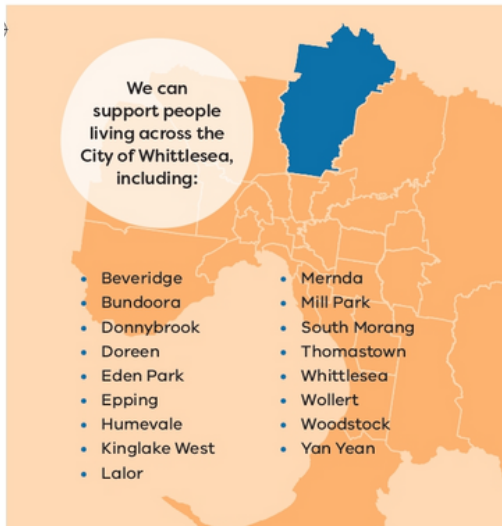 We can
support people
living across the
City of Whittlesea,
including:
• Beveridge
• Bundoora
• Donnybrook
• Doreen
• Eden Park
• Epping
• Humevale
• Kinglake West
• Lalor
• Mernda
• Mill Park
• South Morang
• Thomastown
• Whittlesea
• Wollert
• Woodstock
• Yan Yean